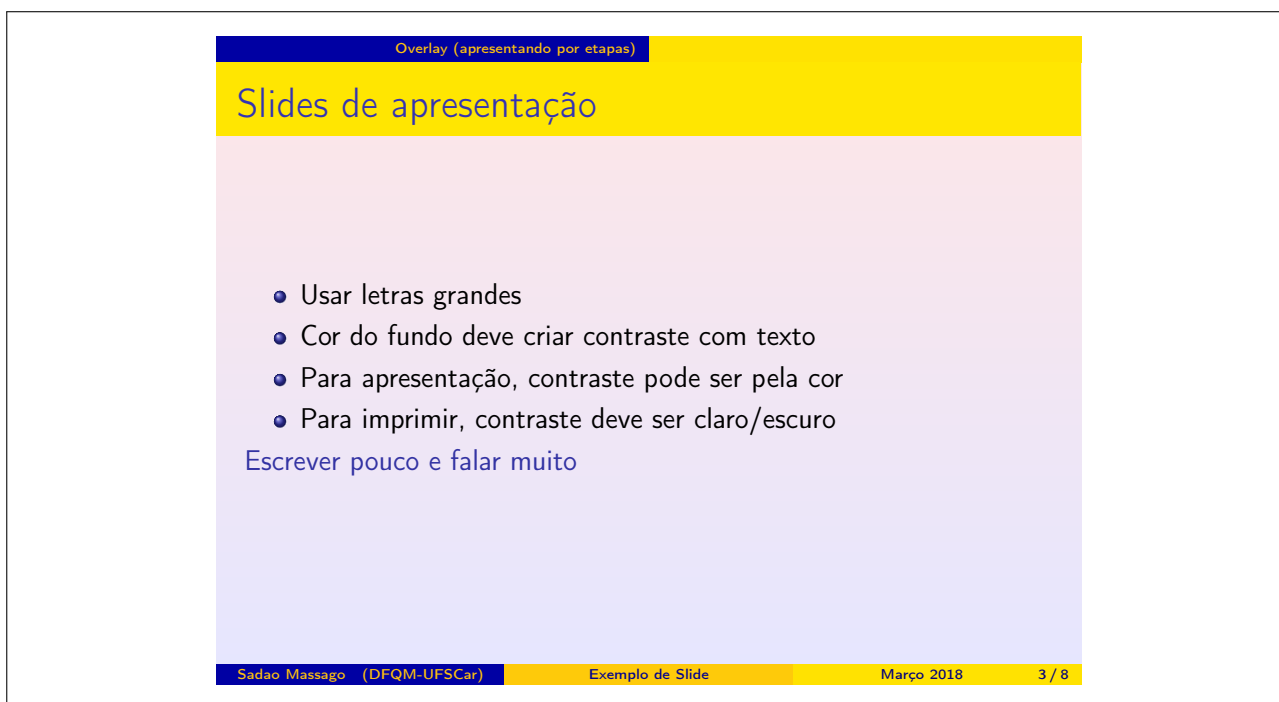 Overlay (apresentando por etapas)
Slides de apresentação
Usar letras grandes
Cor do fundo deve criar contraste com texto
Para apresentação, contraste pode ser pela cor
Para imprimir, contraste deve ser claro/escuro
Escrever pouco e falar muito
Sadao Massago (DFQM-UFSCar) Exemplo de Slide Março 2018 3 / 8